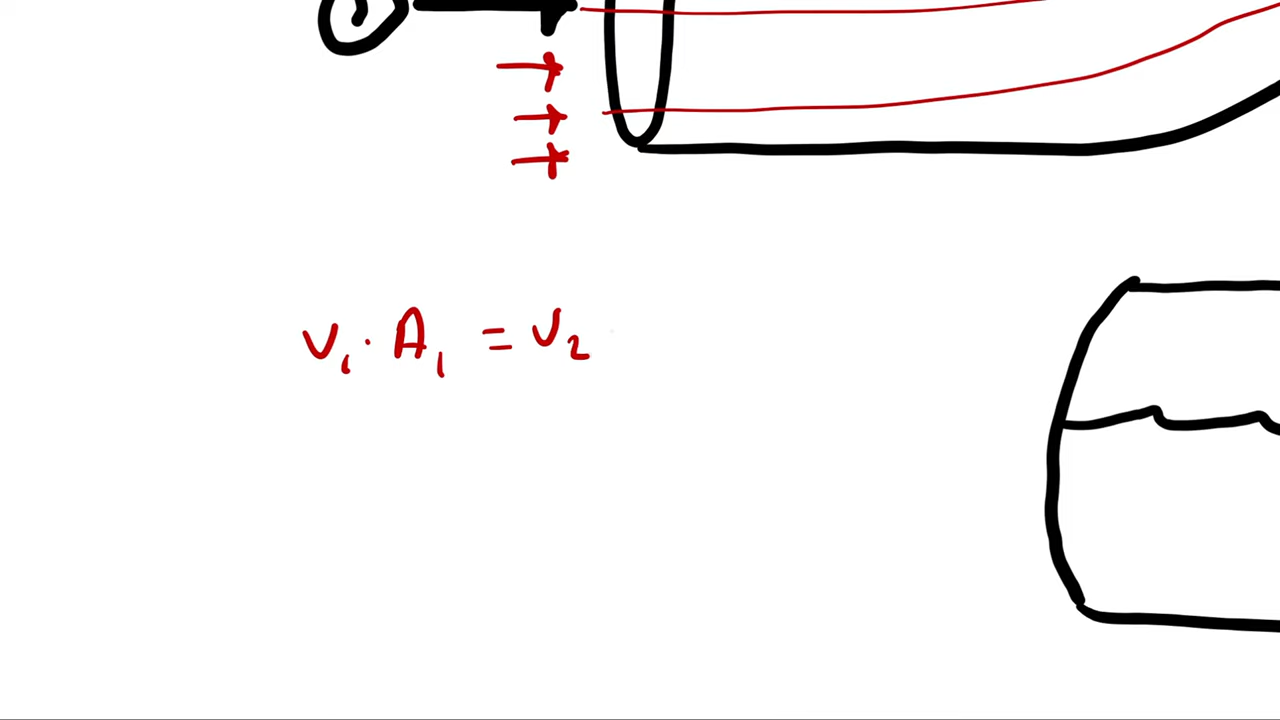 v₁ · A₁ = v₂